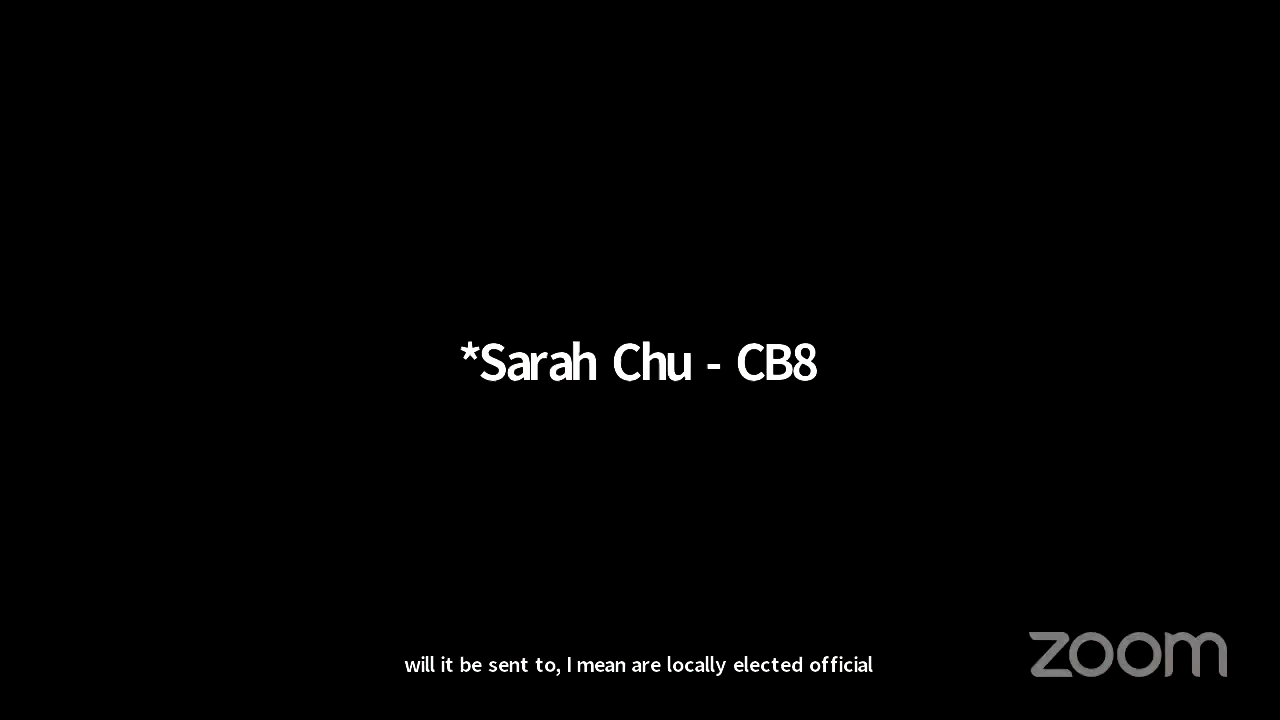 *Sarah Chu - CB8
will it be sent to, I mean are locally elected official
zoom